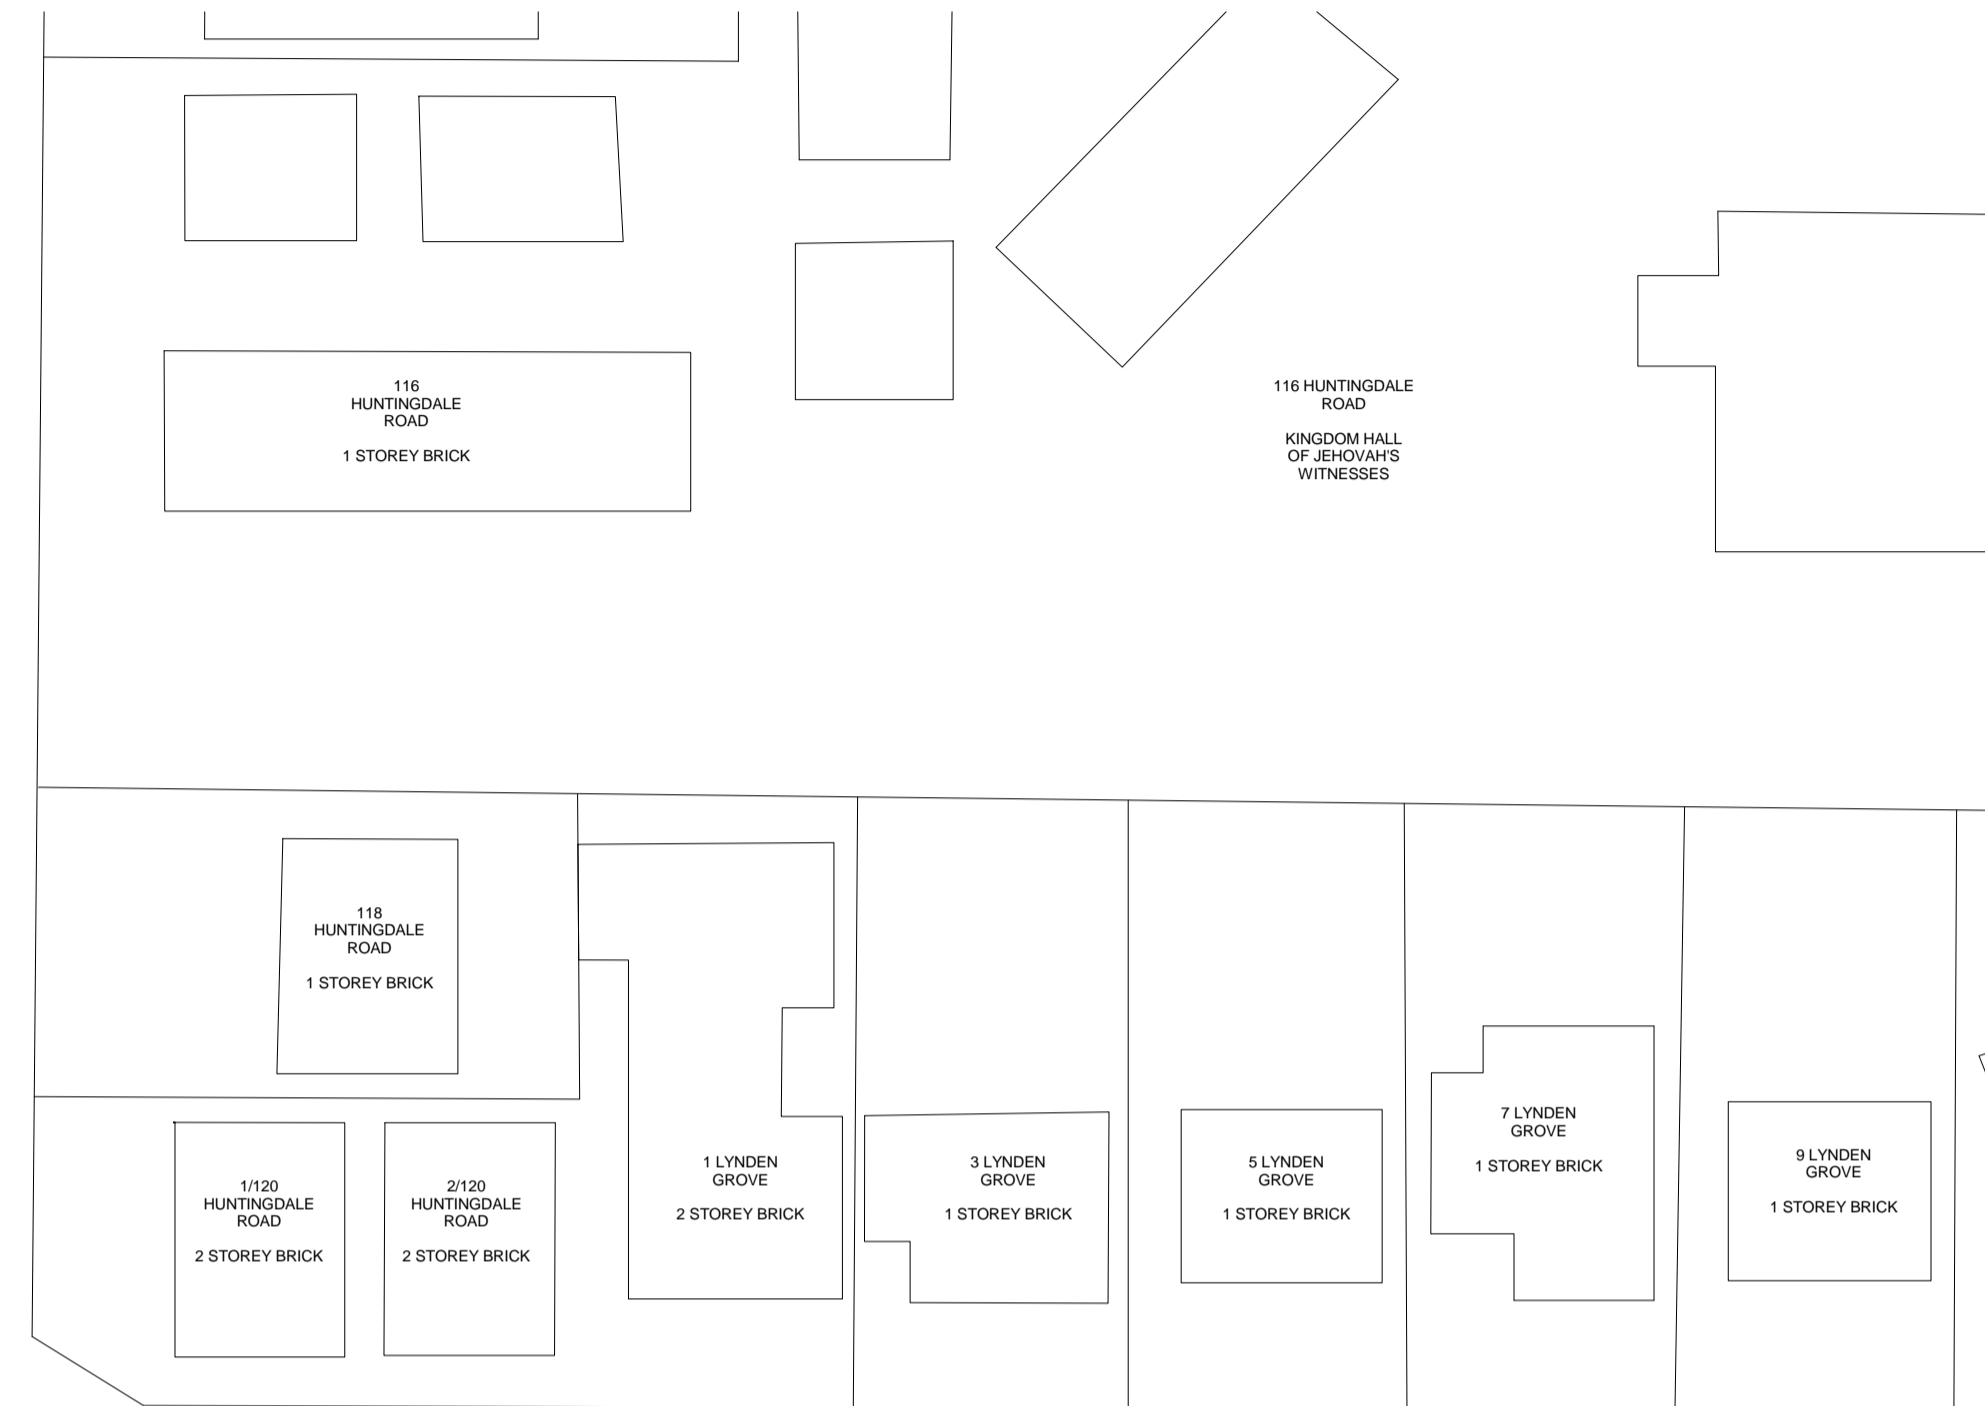 116
HUNTINGDALE
ROAD
1 STOREY BRICK
116 HUNTINGDALE
ROAD
KINGDOM HALL
OF JEHOVAH'S
WITNESSES
118
HUNTINGDALE
ROAD
1 STOREY BRICK
1/120
HUNTINGDALE
ROAD
2 STOREY BRICK
2/120
HUNTINGDALE
ROAD
2 STOREY BRICK
1 LYNDEN
GROVE
2 STOREY BRICK
3 LYNDEN
GROVE
1 STOREY BRICK
5 LYNDEN
GROVE
1 STOREY BRICK
7 LYNDEN
GROVE
1 STOREY BRICK
9 LYNDEN
GROVE
1 STOREY BRICK